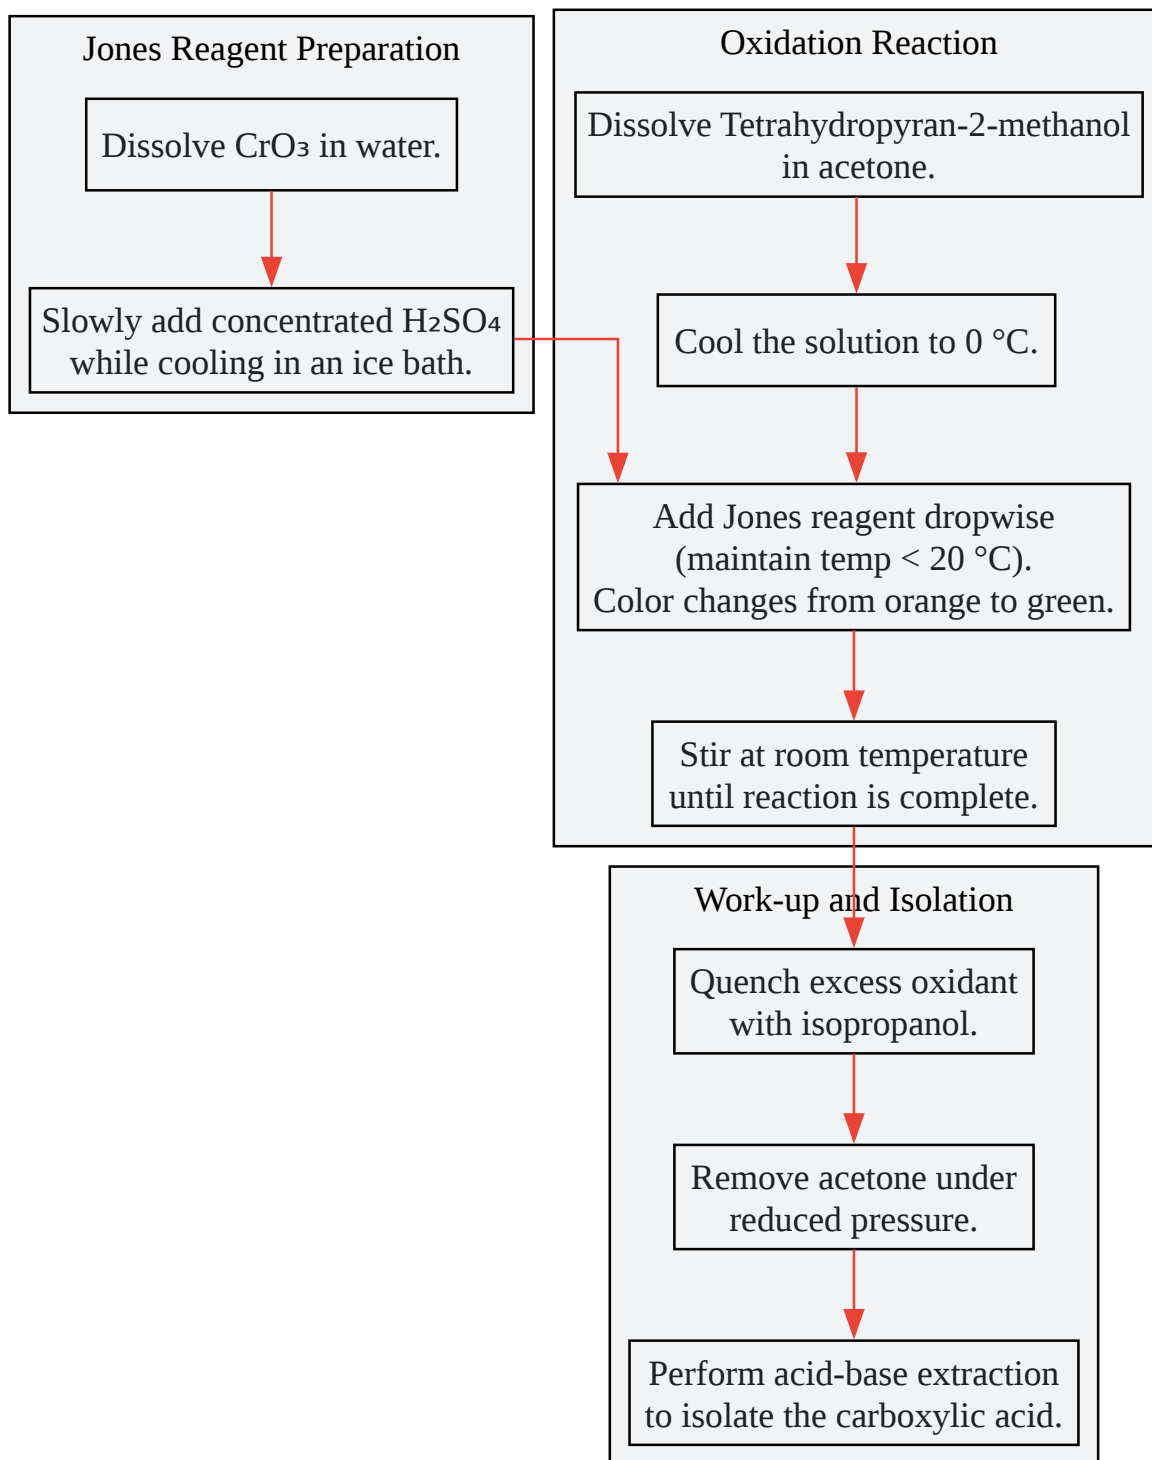 Jones Reagent Preparation
Dissolve CrO₃ in water.
Slowly add concentrated H₂SO₄
while cooling in an ice bath.
Oxidation Reaction
Dissolve Tetrahydropyran-2-methanol
in acetone.
Cool the solution to 0 °C.
Add Jones reagent dropwise
(maintain temp < 20 °C).
Color changes from orange to green.
Stir at room temperature
until reaction is complete.
Work-up and Isolation
Quench excess oxidant
with isopropanol.
Remove acetone under
reduced pressure.
Perform acid-base extraction
to isolate the carboxylic acid.